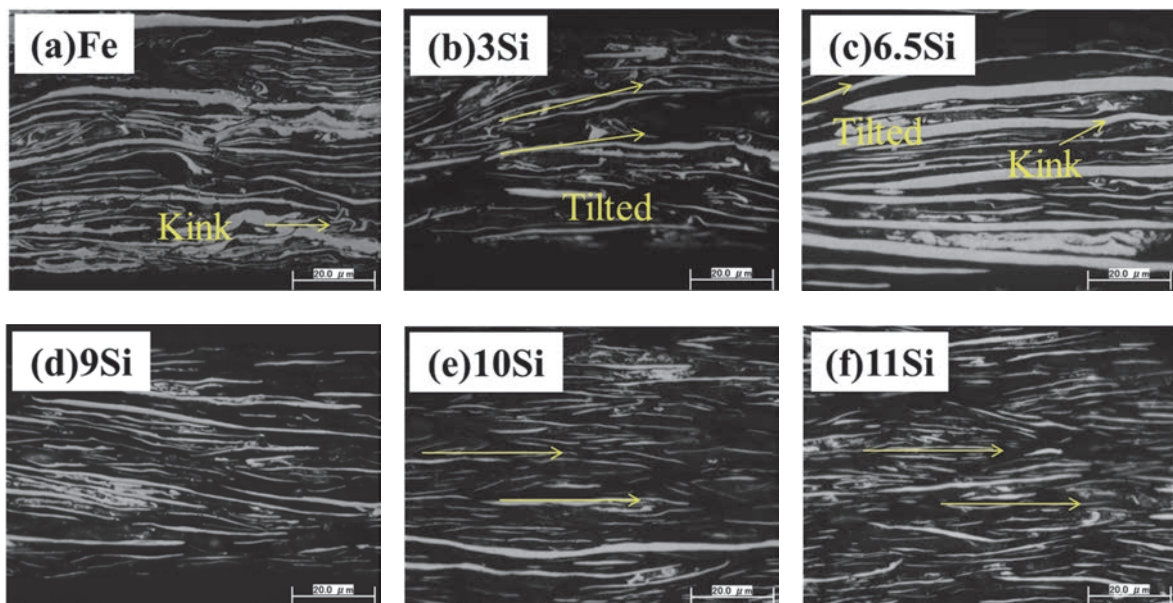 (a)Fe
Kink
20.0 μm
(b)3Si
Tilted
20.0 μm
(c)6.5Si
Tilted
Kink
20.0 μm
(d)9Si
20.0 μm
(e)10Si
20.0 μm
(f)11Si
20.0 μm